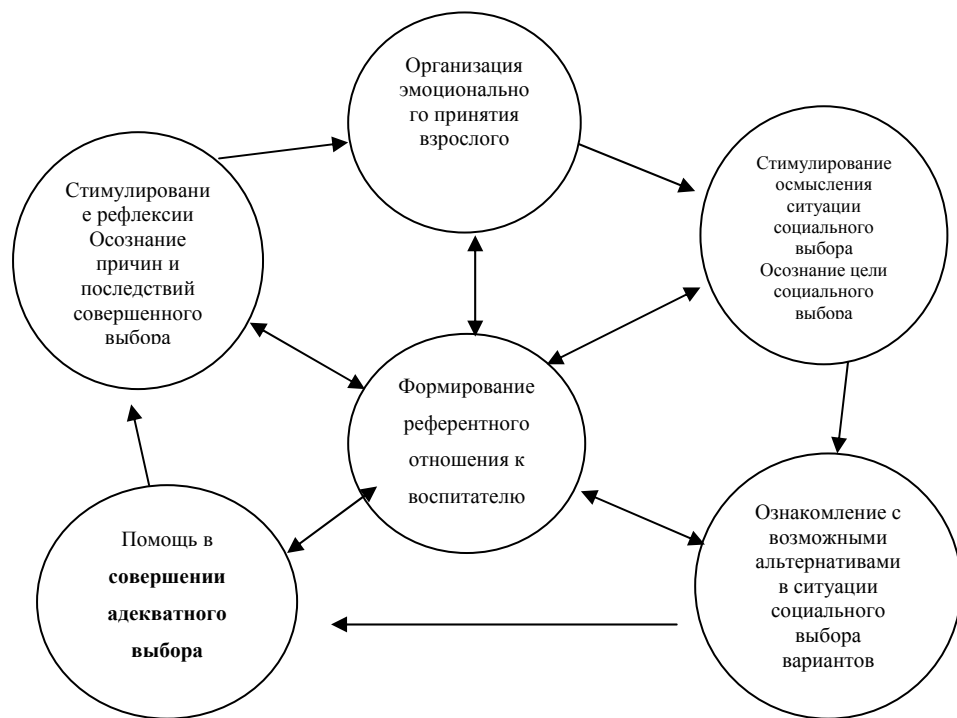 Организация
эмоционально
го принятия
взрослого
Стимулирование
осмысления
ситуации
социального
выбора
Осознание цели
социального
выбора
Стимулировани
е рефлексии
Осознание
причин и
последствий
совершенного
выбора
Формирование
референтного
отношения к
воспитателю
Помощь в
совершении
адекватного
выбора
Ознакомление с
возможными
альтернативами
в ситуации
социального
выбора
вариантов